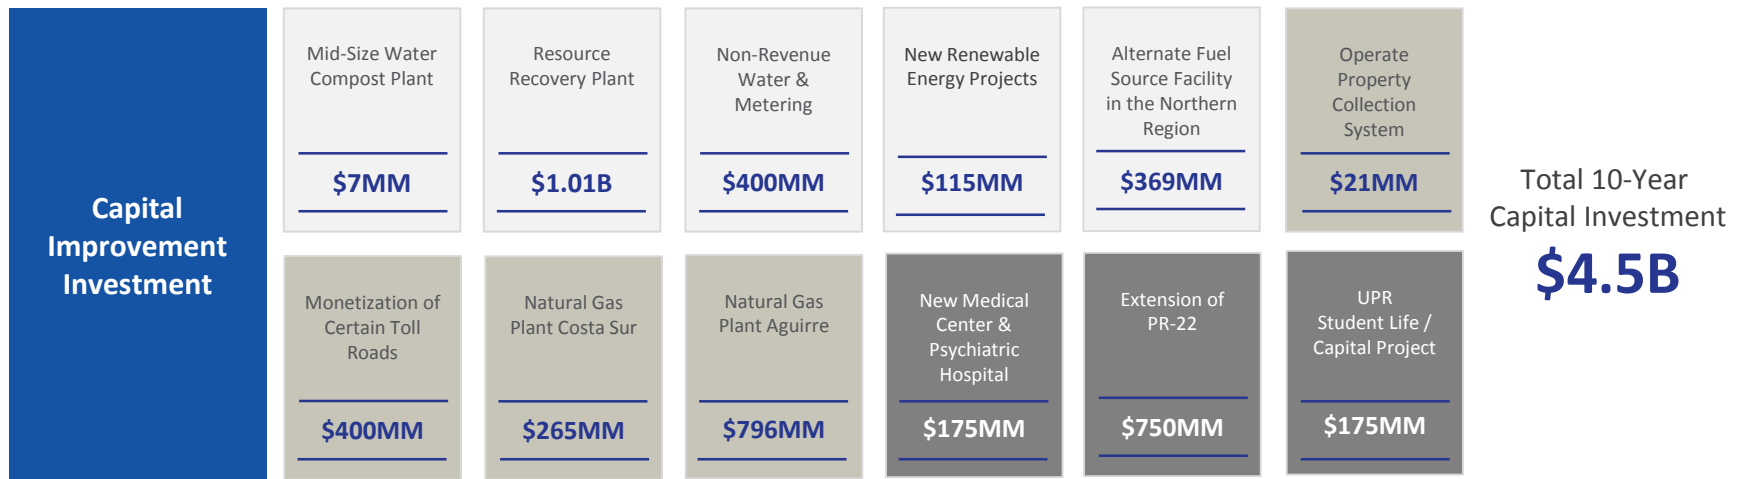 Capital
Improvement
Investment
Mid-Size Water
Compost Plant
$7MM
Resource
Recovery Plant
$1.01B
Non-Revenue
Water &
Metering
$400MM
New Renewable
Energy Projects
$115MM
Alternate Fuel
Source Facility
in the Northern
Region
$369MM
Operate
Property
Collection
System
$21MM
Monetization of
Certain Toll
Roads
$400MM
Natural Gas
Plant Costa Sur
$265MM
Natural Gas
Plant Aguirre
$796MM
New Medical
Center &
Psychiatric
Hospital
$175MM
Extension of
PR-22
$750MM
UPR
Student Life /
Capital Project
$175MM
Total 10-Year
Capital Investment
$4.5B